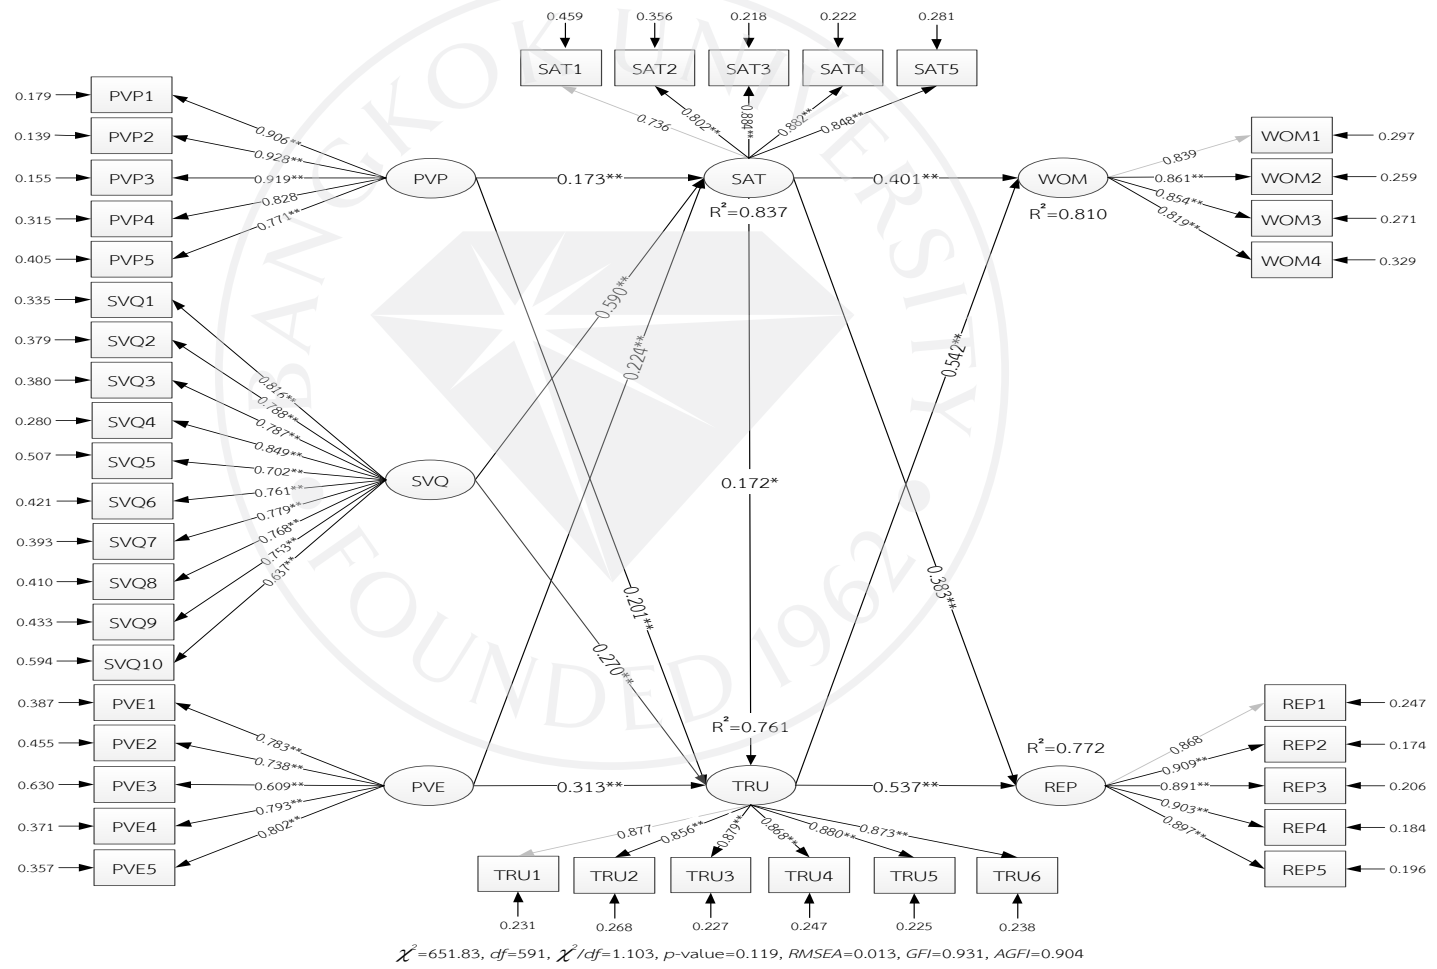 0.459 0.356 0.218 0.222 0.281
SAT1 SAT2 SAT3 SAT4 SAT5
0.736 0.802** 0.884** 0.882** 0.848**
0.179 PVP1 0.906**
0.139 PVP2 0.928**
0.155 PVP3 0.919**
0.315 PVP4 0.828
0.405 PVP5 0.771**
PVP 0.173** SAT 0.401** WOM
R²=0.837
R²=0.810
0.839 WOM1 0.297
0.861** WOM2 0.259
0.854** WOM3 0.271
0.819** WOM4 0.329
0.335 SVQ1 0.816**
0.379 SVQ2 0.788**
0.380 SVQ3 0.787**
0.280 SVQ4 0.849**
0.507 SVQ5 0.702**
0.421 SVQ6 0.761**
0.393 SVQ7 0.779**
0.410 SVQ8 0.768**
0.433 SVQ9 0.753**
0.594 SVQ10 0.637**
SVQ
0.590**
0.224**
0.542**
0.172*
0.383**
0.201**
0.270**
0.387 PVE1 0.783**
0.455 PVE2 0.738**
0.630 PVE3 0.609**
0.371 PVE4 0.793**
0.357 PVE5 0.802**
R²=0.761
R²=0.772
PVE 0.313** TRU 0.537** REP
0.868 REP1 0.247
0.909** REP2 0.174
0.891** REP3 0.206
0.903** REP4 0.184
0.897** REP5 0.196
0.877 0.856** 0.879** 0.868** 0.880** 0.873**
TRU1 TRU2 TRU3 TRU4 TRU5 TRU6
0.231 0.268 0.227 0.247 0.225 0.238
χ²=651.83, df=591, χ²/df=1.103, p-value=0.119, RMSEA=0.013, GFI=0.931, AGFI=0.904
BANGKOK UNIVERSITY
FOUNDED 1962